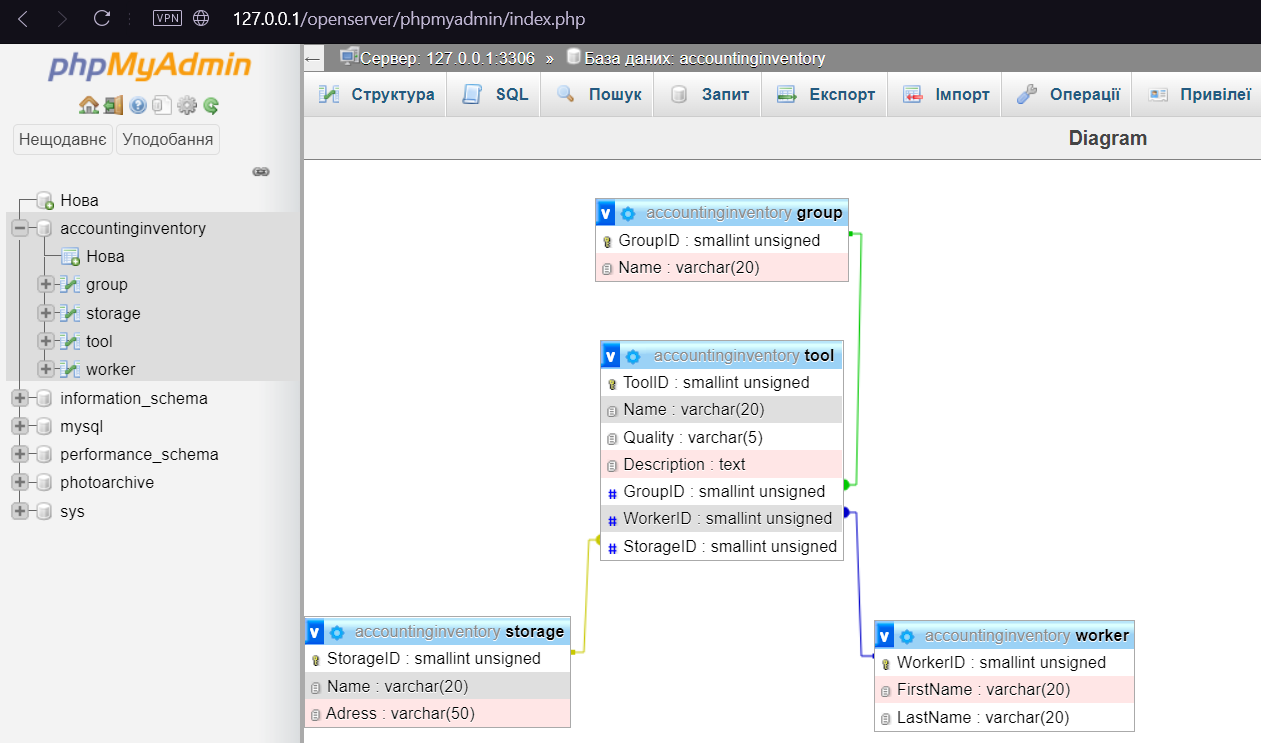 VPN 127.0.0.1/openserver/phpmyadmin/index.php
phpMyAdmin
Нещодавнє Уподобання
Нова
accountinginventory
Нова
group
storage
tool
worker
information_schema
mysql
performance_schema
photoarchive
sys
← Сервер: 127.0.0.1:3306 » База даних: accountinginventory
Структура SQL Пошук Запит Експорт Імпорт Операції Привілеї
Diagram
v accountinginventory group
GroupID : smallint unsigned
Name : varchar(20)
v accountinginventory tool
ToolID : smallint unsigned
Name : varchar(20)
Quality : varchar(5)
Description : text
# GroupID : smallint unsigned
# WorkerID : smallint unsigned
# StorageID : smallint unsigned
v accountinginventory storage
StorageID : smallint unsigned
Name : varchar(20)
Adress : varchar(50)
v accountinginventory worker
WorkerID : smallint unsigned
FirstName : varchar(20)
LastName : varchar(20)